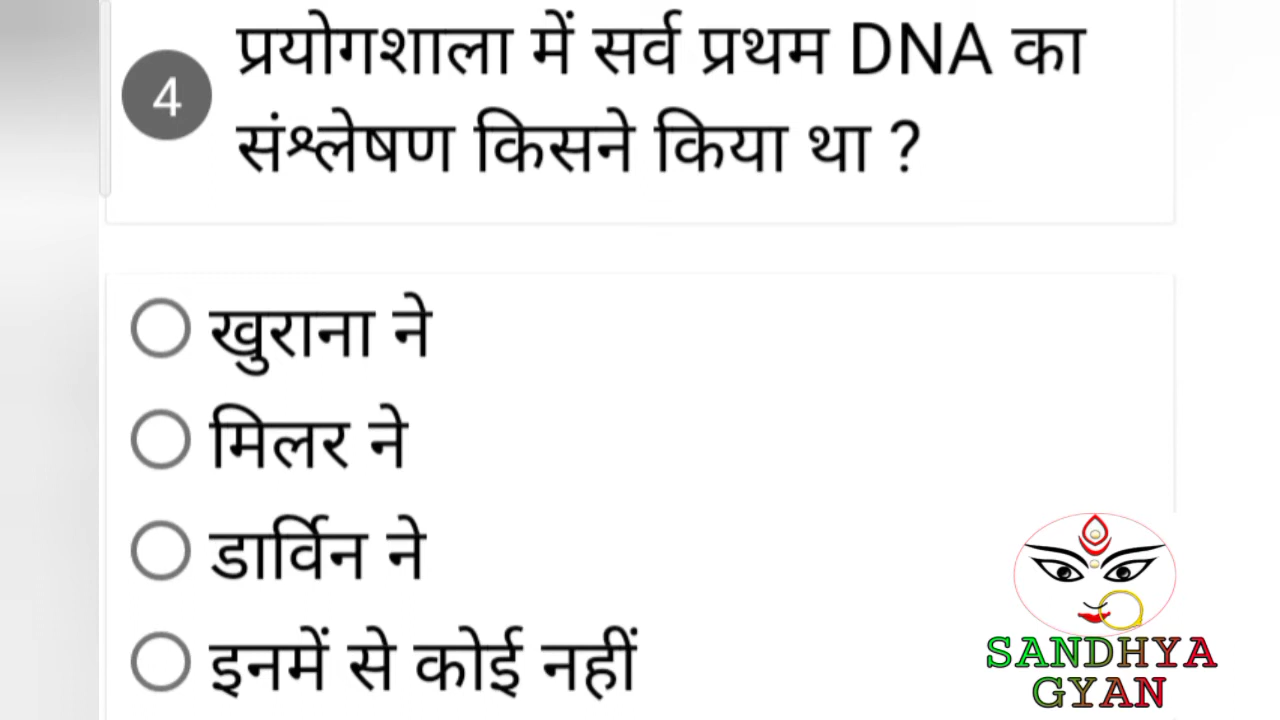 4
प्रयोगशाला में सर्व प्रथम DNA का
संश्लेषण किसने किया था ?
खुराना ने
मिलर ने
डार्विन ने
इनमें से कोई नहीं
SANDHYA
GYAN